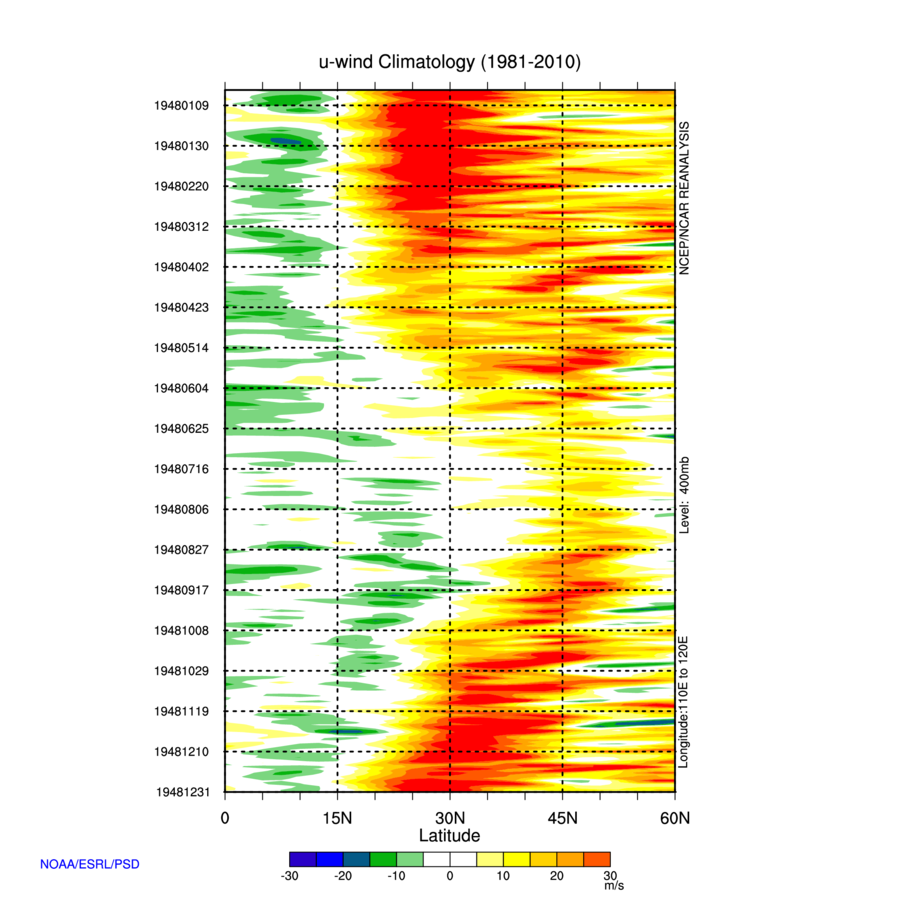 u-wind Climatology (1981-2010)
19480109
19480130
19480220
19480312
19480402
19480423
19480514
19480604
19480625
19480716
19480806
19480827
19480917
19481008
19481029
19481119
19481210
19481231
NCEP/NCAR REANALYSIS
Level: 400mb
Longitude:110E to 120E
0 15N 30N 45N 60N
Latitude
NOAA/ESRL/PSD
-30 -20 -10 0 10 20 30
m/s